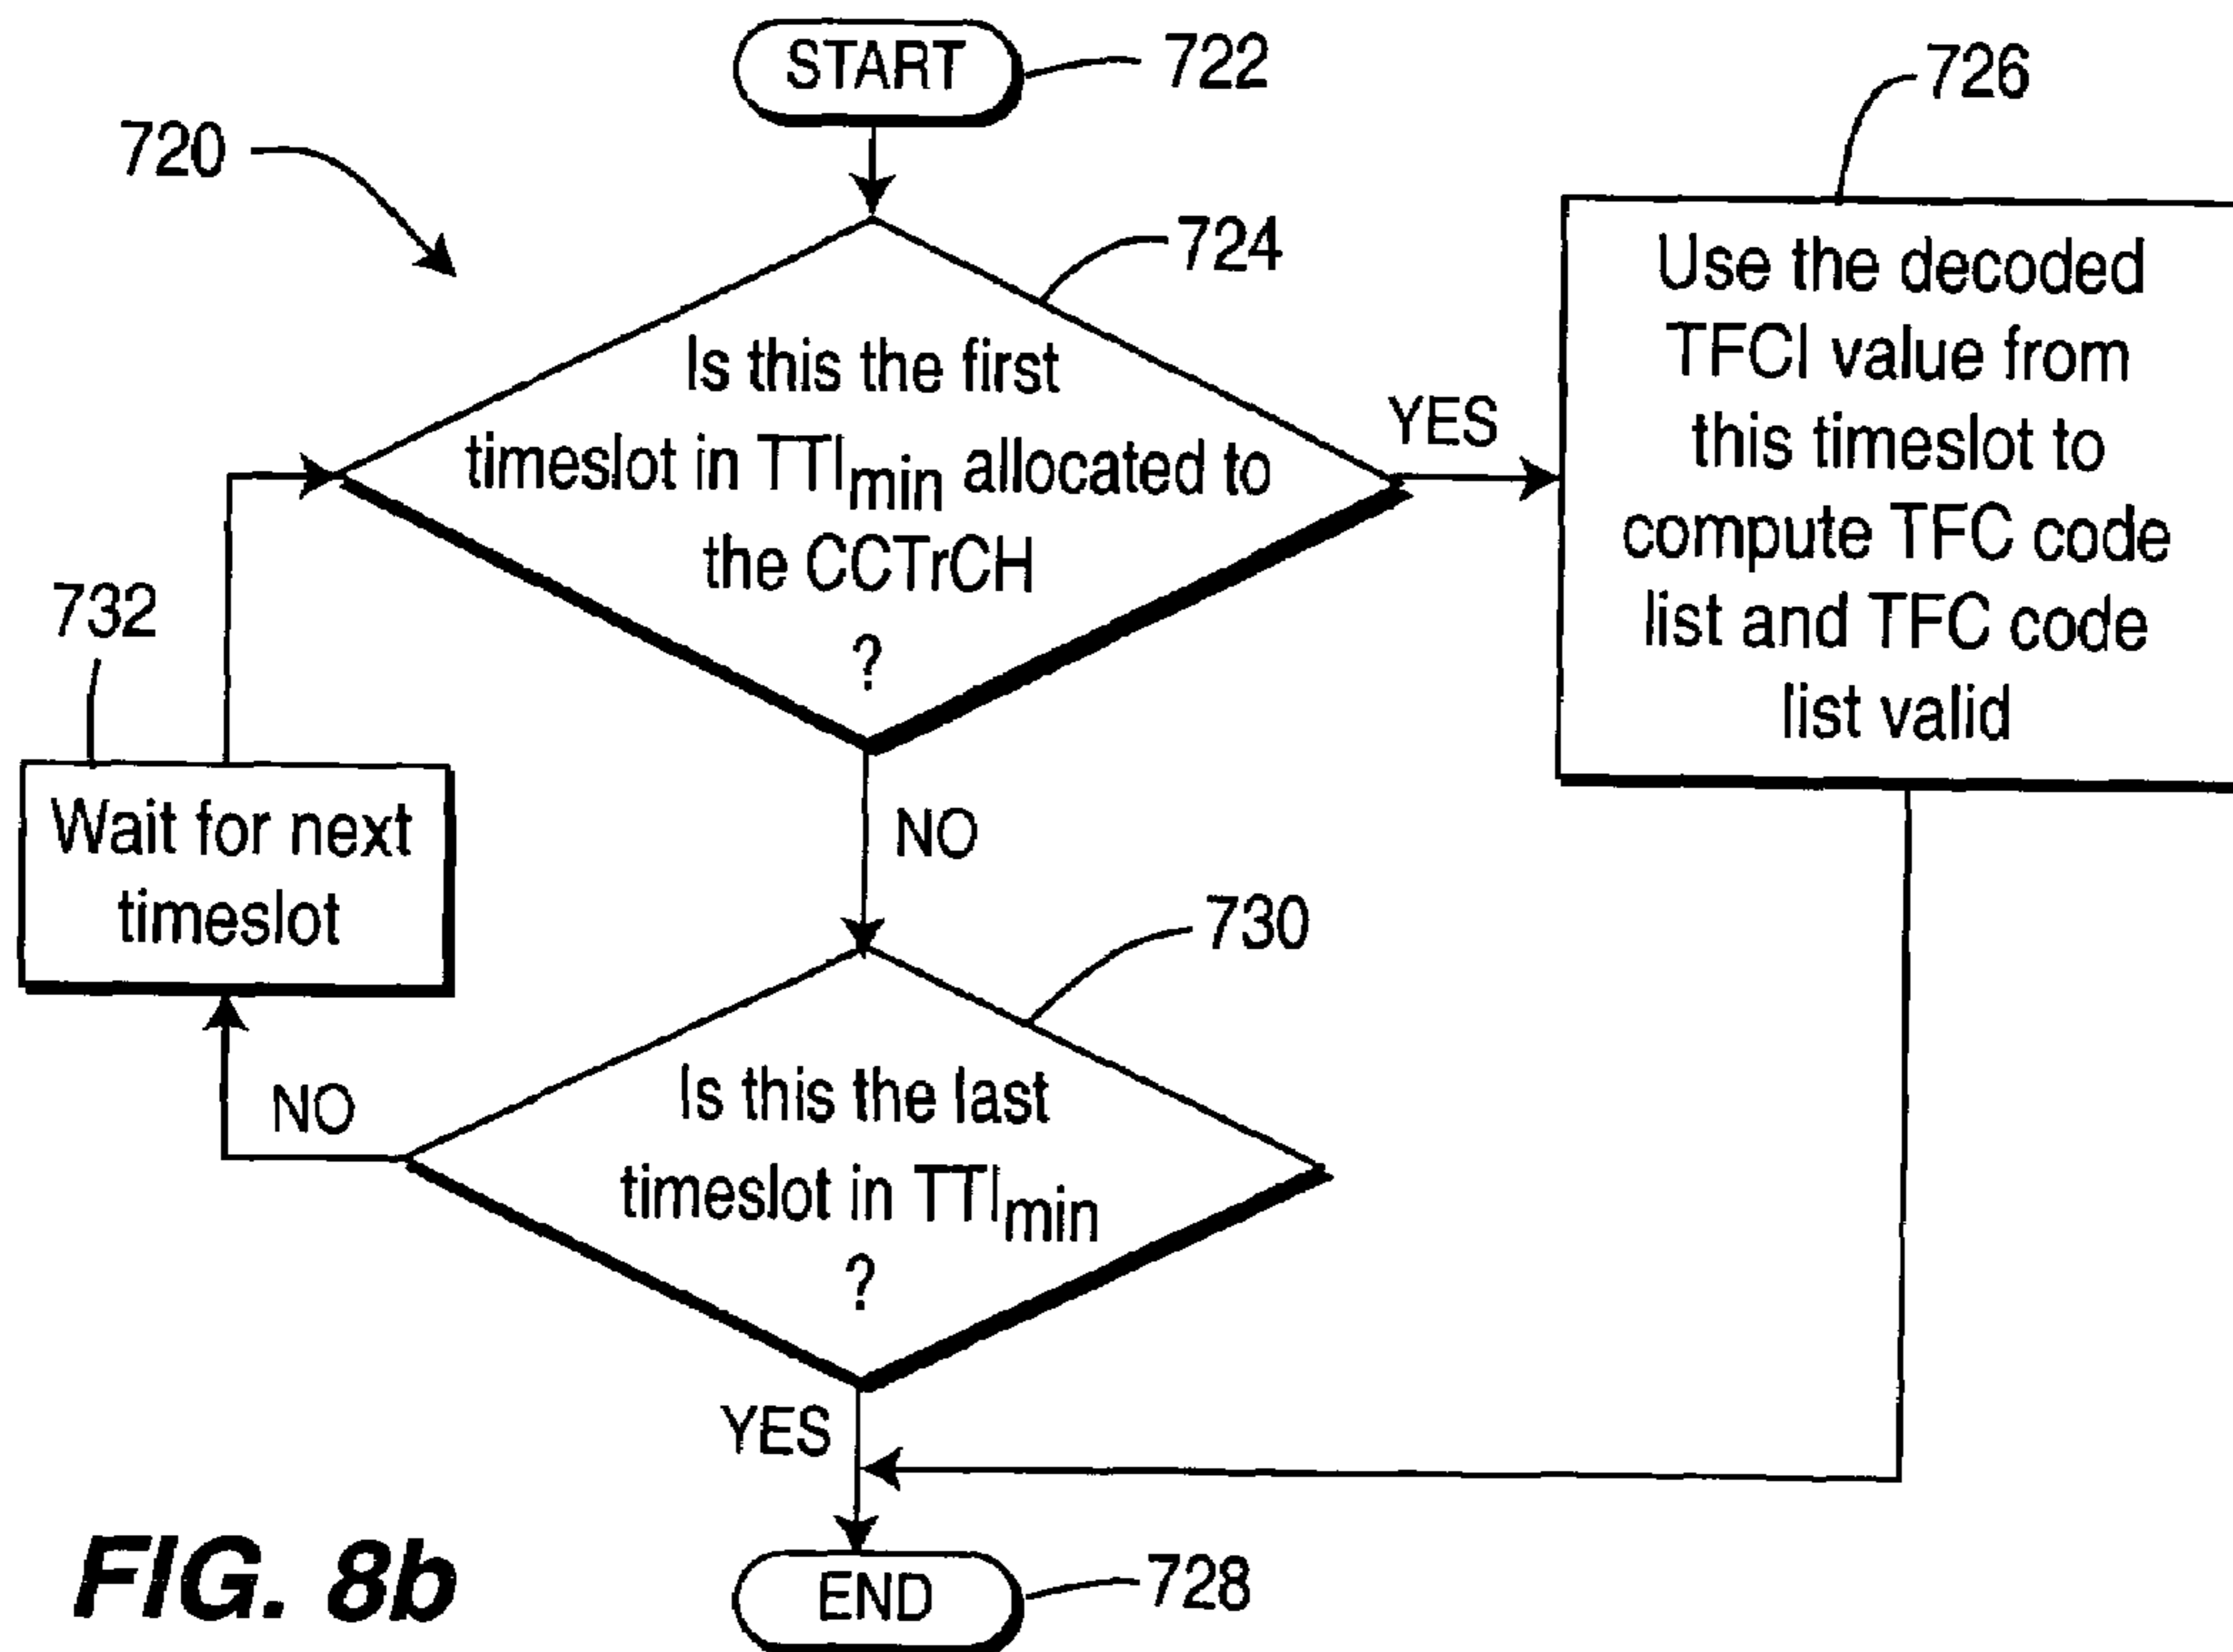 START
722
726
720
724
Is this the first
timeslot in TTImin allocated to
the CCTrCH
?
YES
Use the decoded
TFCI value from
this timeslot to
compute TFC code
list and TFC code
list valid
732
Wait for next
timeslot
NO
730
Is this the last
timeslot in TTImin
?
NO
YES
END
728
FIG. 8b